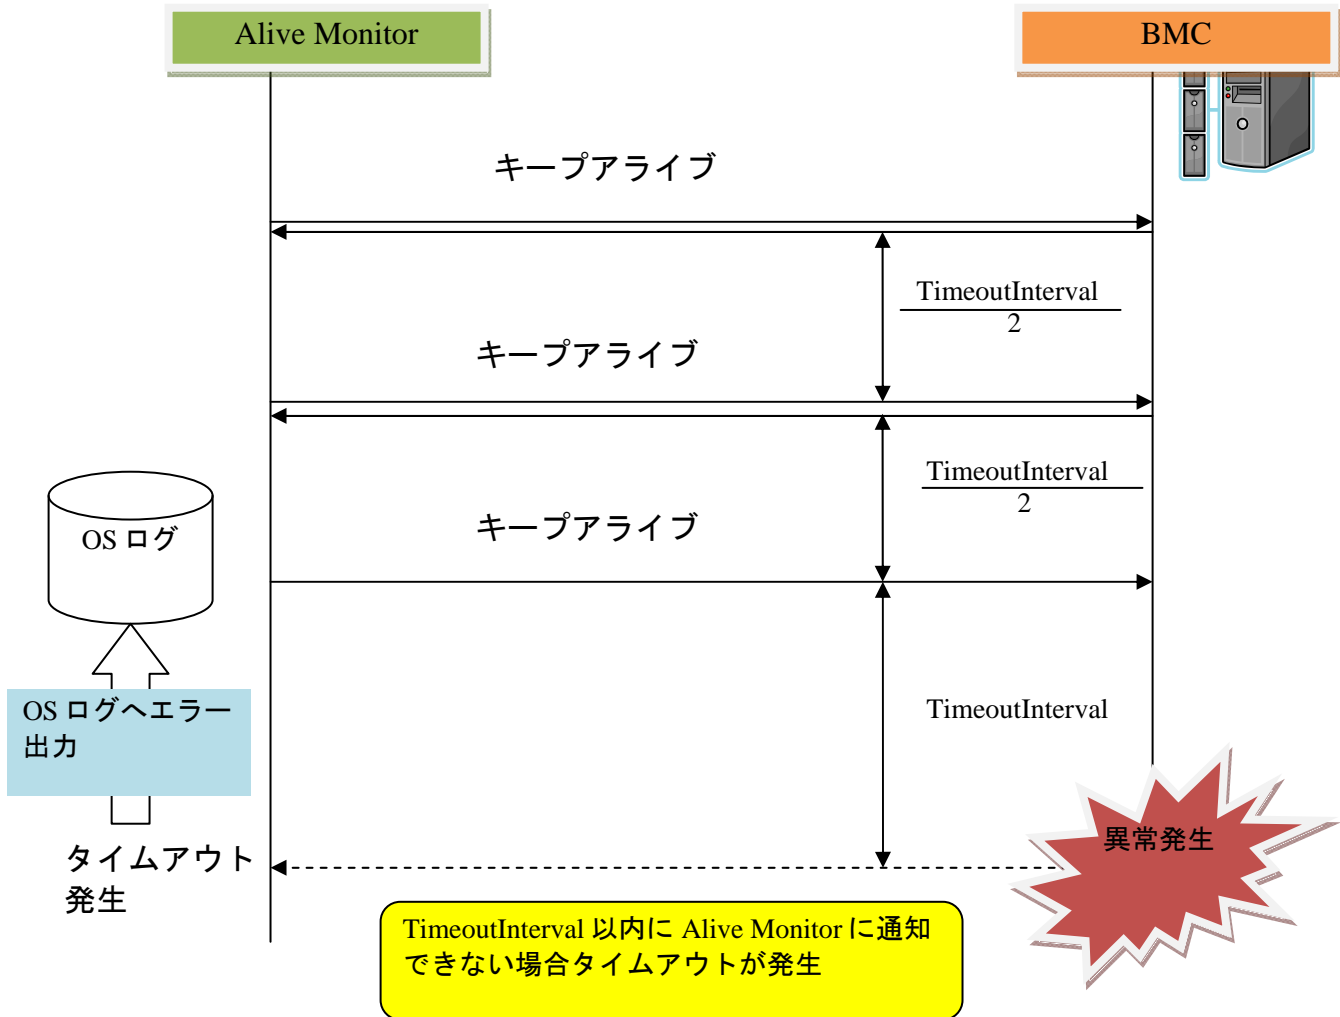 Alive Monitor
BMC
キープアライブ
TimeoutInterval
2
キープアライブ
TimeoutInterval
2
キープアライブ
OS ログ
OS ログへエラー
出力
TimeoutInterval
異常発生
タイムアウト
発生
TimeoutInterval 以内に Alive Monitor に通知
できない場合タイムアウトが発生